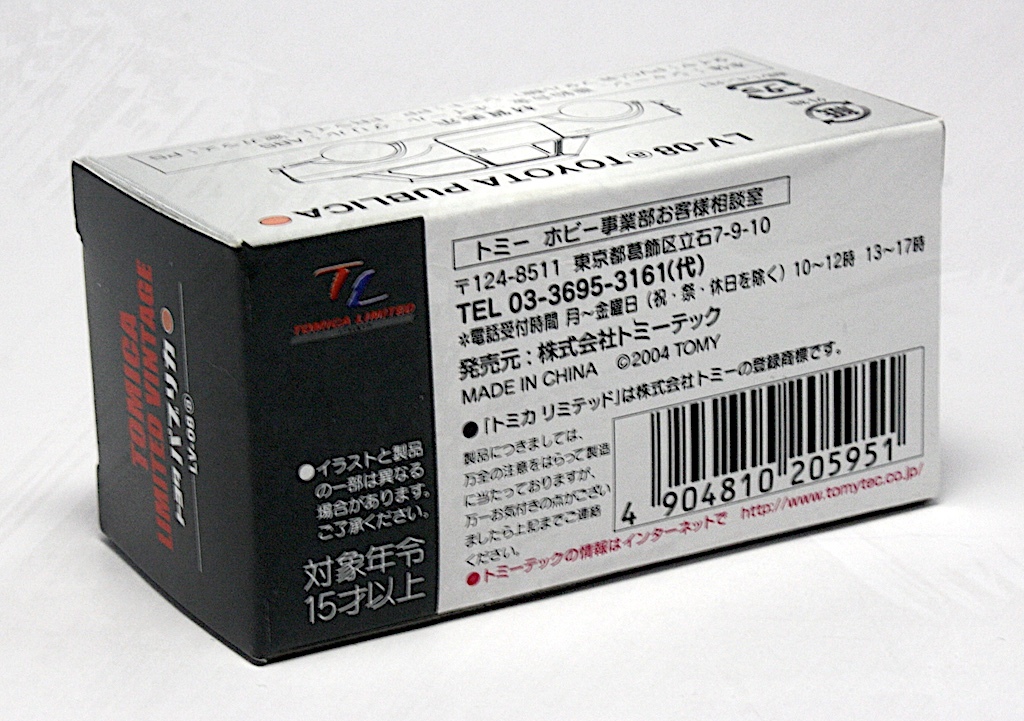 LV-08ⓐTOYOTA PUBLICA
紙
外箱
TOMICA
LIMITED VINTAGE
LV-08ⓐ
TL
TOMICA LIMITED
●イラストと製品
の一部は異なる
場合があります。
ご了承ください。
対象年令
15才以上
トミー ホビー事業部お客様相談室
〒124-8511 東京都葛飾区立石7-9-10
TEL 03-3695-3161(代)
※電話受付時間 月〜金曜日（祝・祭・休日を除く）10〜12時 13〜17時
発売元：株式会社トミーテック
MADE IN CHINA ©2004 TOMY
●「トミカ リミテッド」は株式会社トミーの登録商標です。
製品につきましては、
万全の注意をはらって製造
に当たっておりますが、
万一お気付きの点がござい
ましたら上記までご連絡
ください。
4 904810 205951
●トミーテックの情報はインターネットで http://www.tomytec.co.jp/